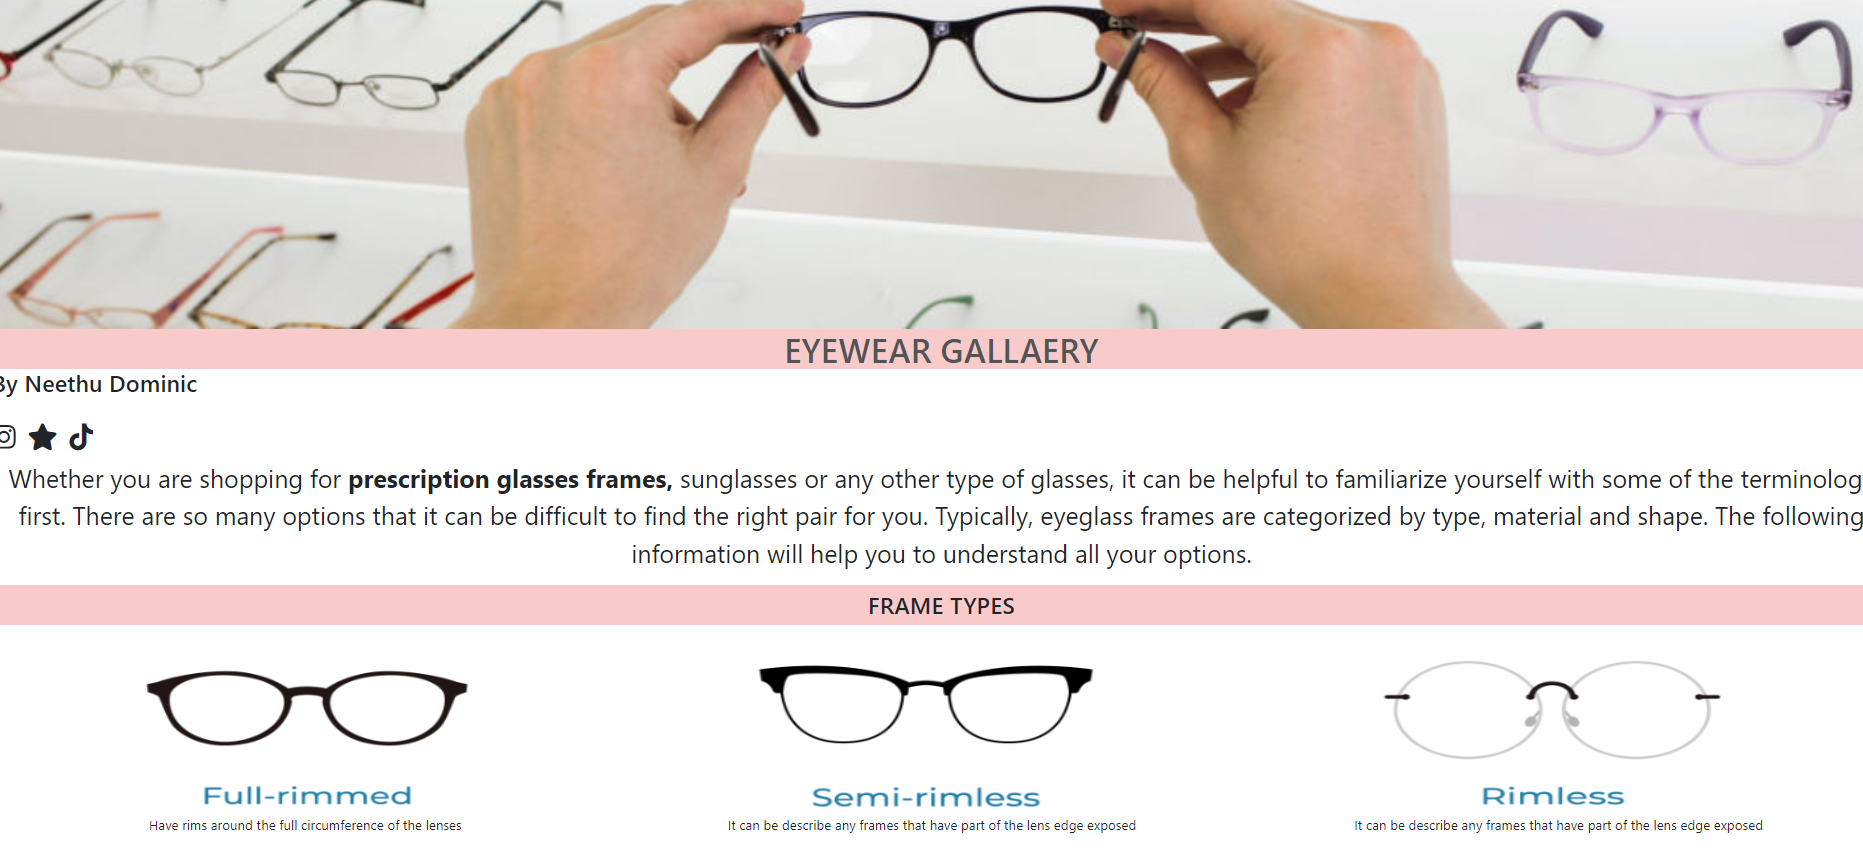 EYEWEAR GALLAERY
By Neethu Dominic
Whether you are shopping for prescription glasses frames, sunglasses or any other type of glasses, it can be helpful to familiarize yourself with some of the terminolog
first. There are so many options that it can be difficult to find the right pair for you. Typically, eyeglass frames are categorized by type, material and shape. The following
information will help you to understand all your options.
FRAME TYPES
Full-rimmed
Semi-rimless
Rimless
Have rims around the full circumference of the lenses
It can be describe any frames that have part of the lens edge exposed
It can be describe any frames that have part of the lens edge exposed